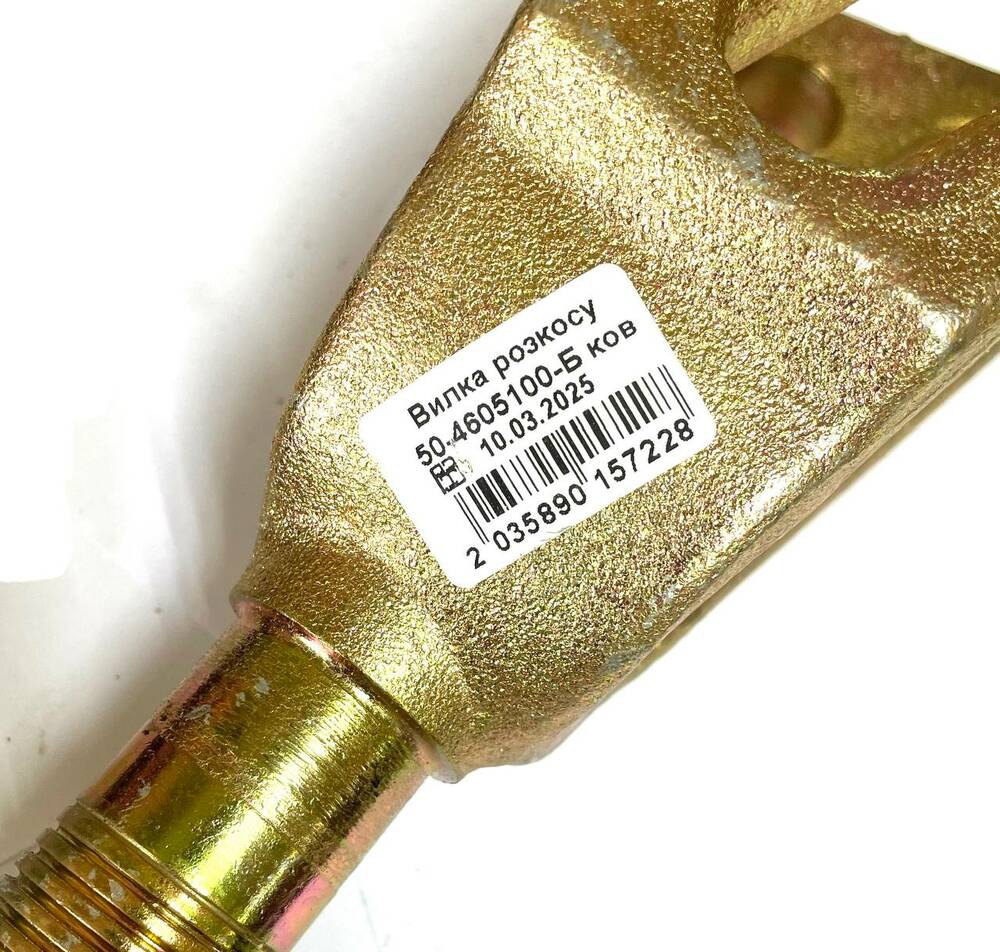 Вилка розкосу
50-4605100-Б ков
10.03.2025
2 035890 157228